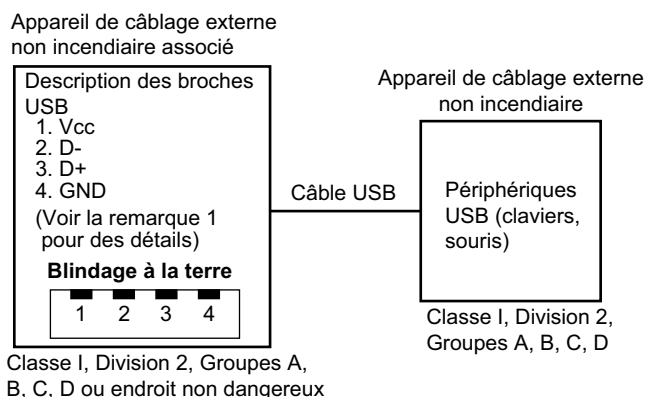 Appareil de câblage externe
non incendiaire associé
Description des broches
USB
1. Vcc
2. D-
3. D+
4. GND
(Voir la remarque 1
pour des détails)
Blindage à la terre
1 2 3 4
Classe I, Division 2, Groupes A,
B, C, D ou endroit non dangereux
Câble USB
Appareil de câblage externe
non incendiaire
Périphériques
USB (claviers,
souris)
Classe I, Division 2,
Groupes A, B, C, D